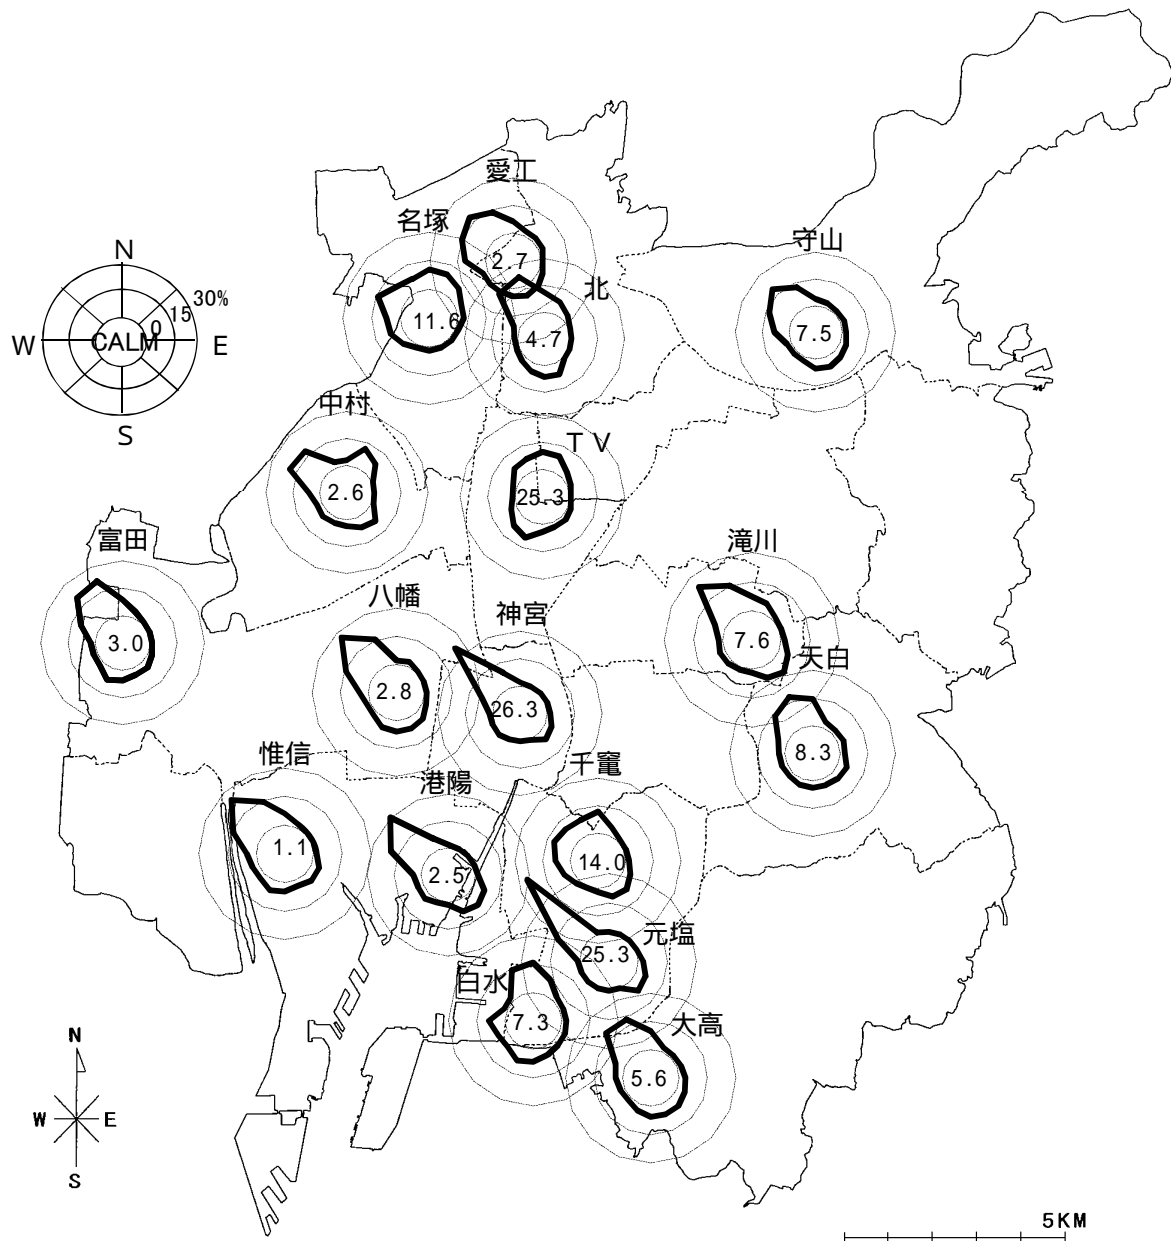 愛工
名塚
2.7
守山
N
北
30%
15
0
11.6
4.7
7.5
W
CALM
E
S
中村
ＴＶ
2.6
25.3
富田
滝川
八幡
神宮
3.0
7.6
天白
2.8
26.3
8.3
惟信
千竈
港陽
1.1
14.0
2.5
元塩
25.3
白水
7.3
大高
N
5.6
W
E
S
5KM